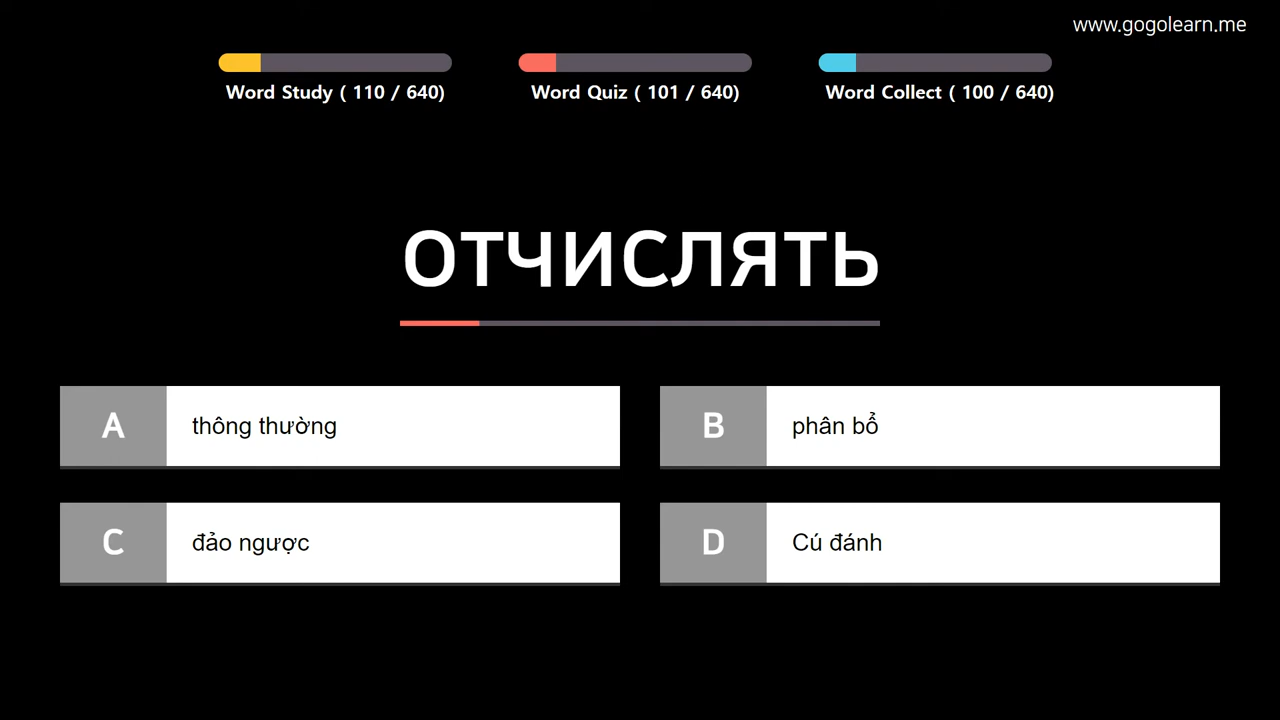 www.gogolearn.me
Word Study ( 110 / 640)
Word Quiz ( 101 / 640)
Word Collect ( 100 / 640)
ОТЧИСЛЯТЬ
A thông thường
B phân bổ
C đảo ngược
D Cú đánh